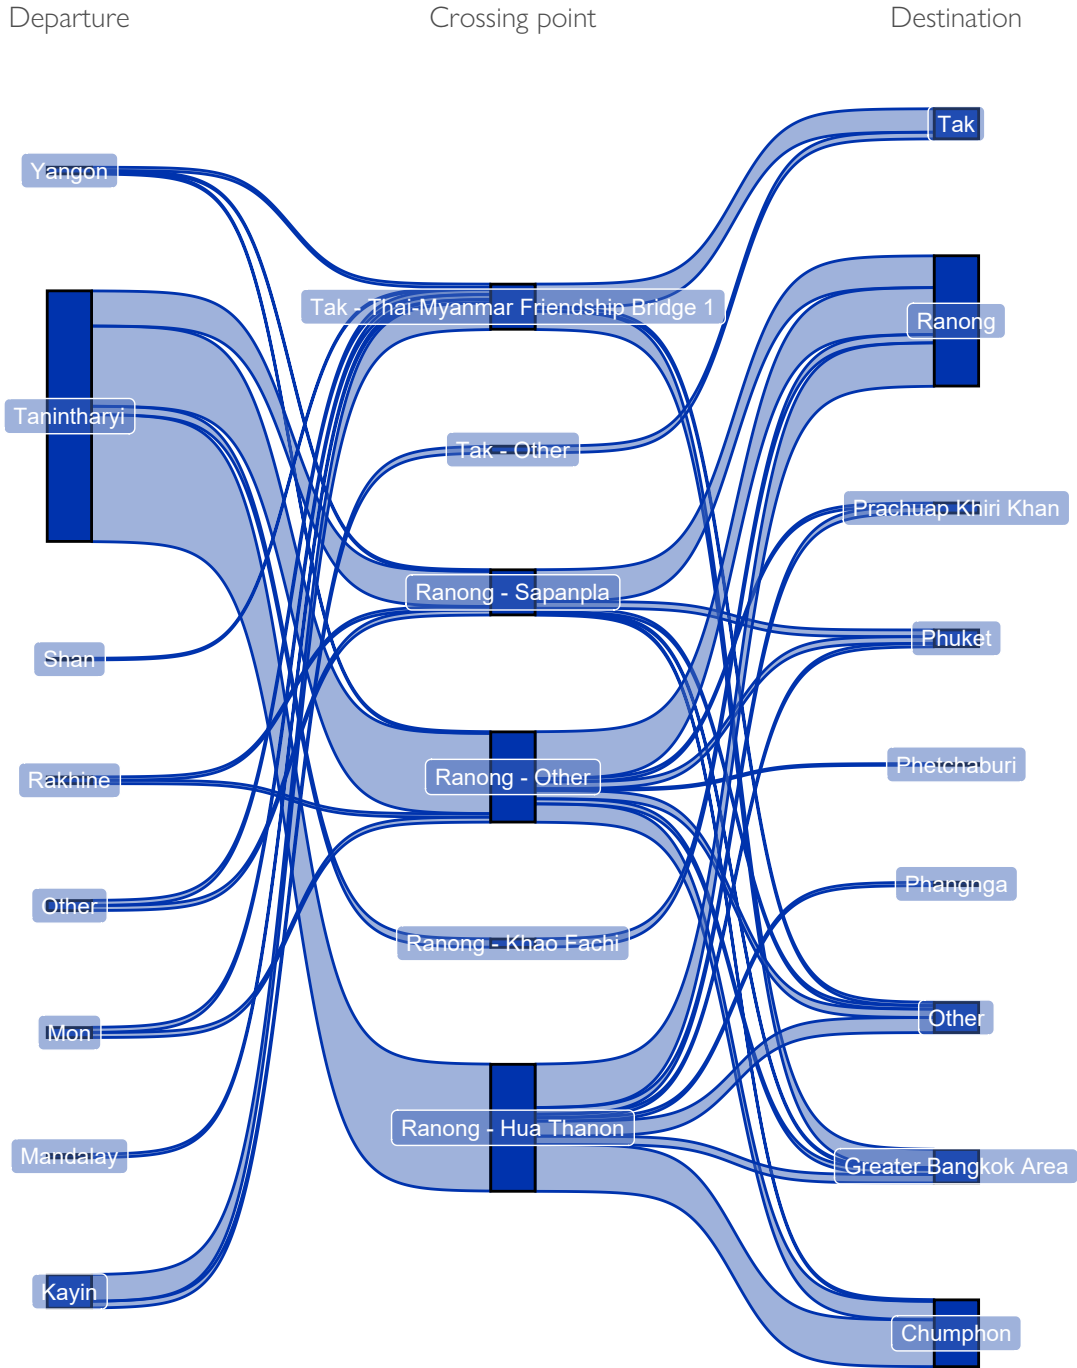 Departure
Crossing point
Destination
Yangon
Tanintharyi
Shan
Rakhine
Other
Mon
Mandalay
Kayin
Tak - Thai-Myanmar Friendship Bridge 1
Tak - Other
Ranong - Sapanpla
Ranong - Other
Ranong - Khao Fachi
Ranong - Hua Thanon
Tak
Ranong
Prachuap Khiri Khan
Phuket
Phetchaburi
Phangnga
Other
Greater Bangkok Area
Chumphon